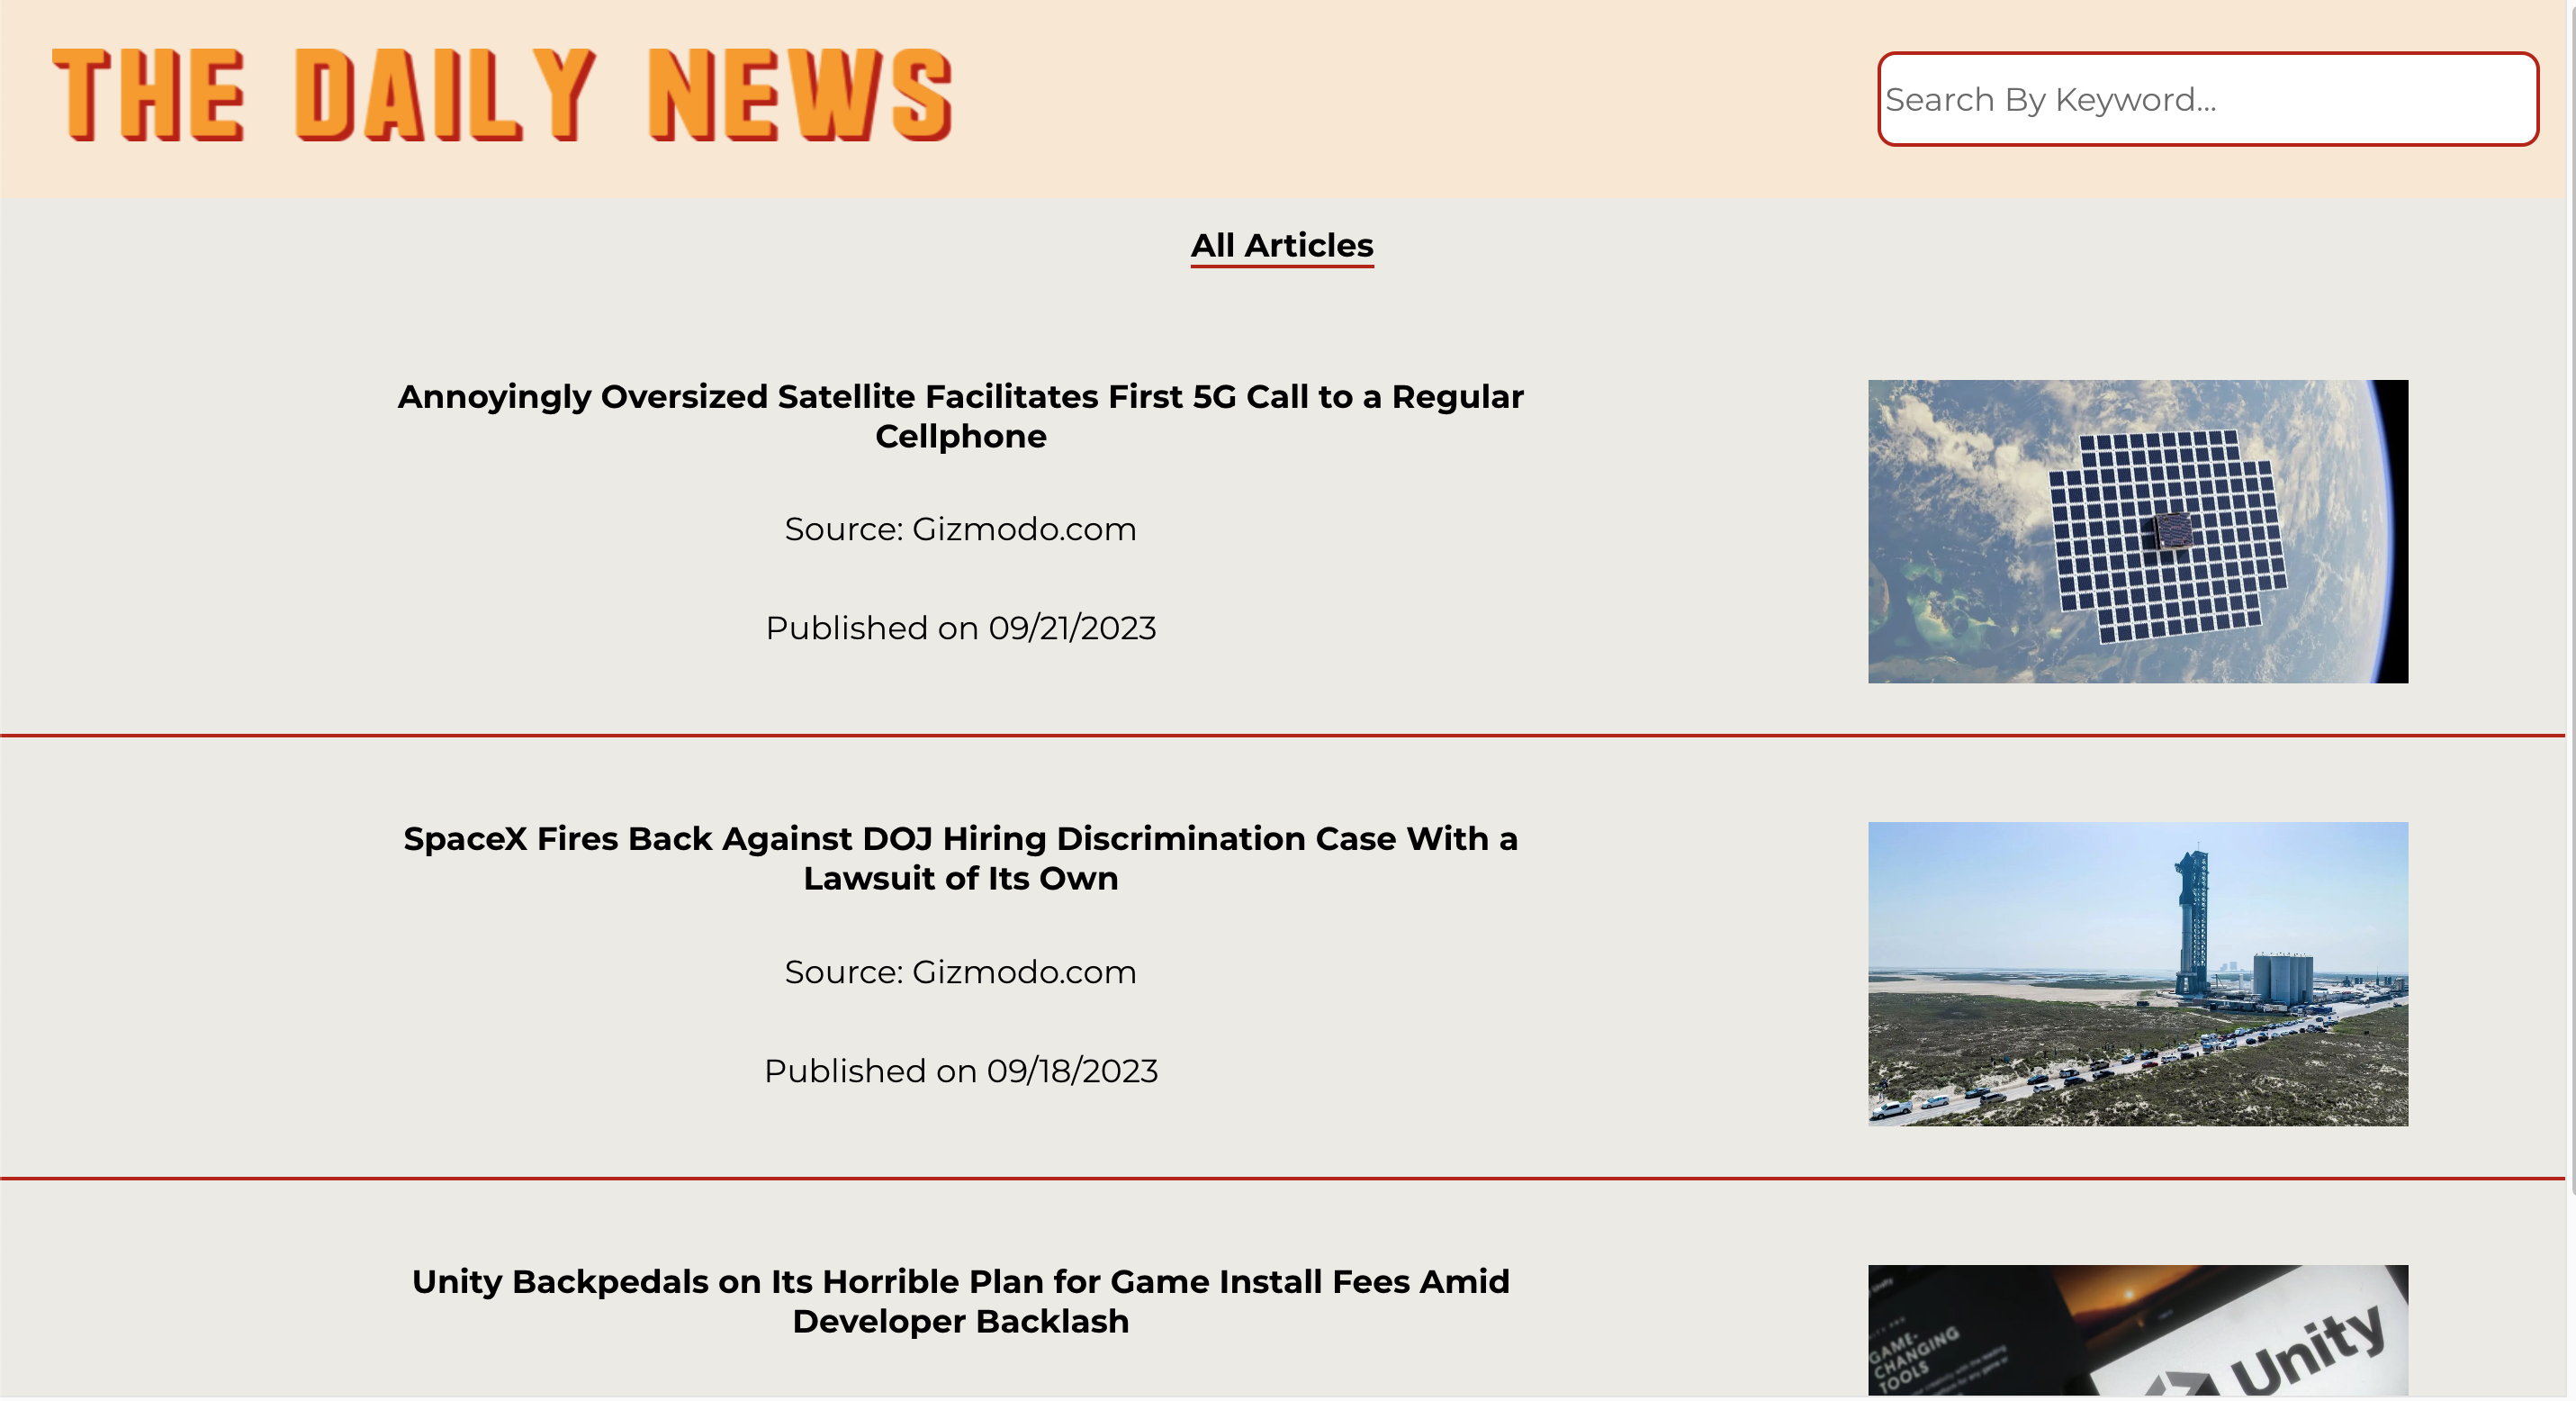 THE DAILY NEWS
Search By Keyword...
All Articles
Annoyingly Oversized Satellite Facilitates First 5G Call to a Regular
Cellphone
Source: Gizmodo.com
Published on 09/21/2023
SpaceX Fires Back Against DOJ Hiring Discrimination Case With a
Lawsuit of Its Own
Source: Gizmodo.com
Published on 09/18/2023
Unity Backpedals on Its Horrible Plan for Game Install Fees Amid
Developer Backlash
GAME-
CHANGING
TOOLS
Unity